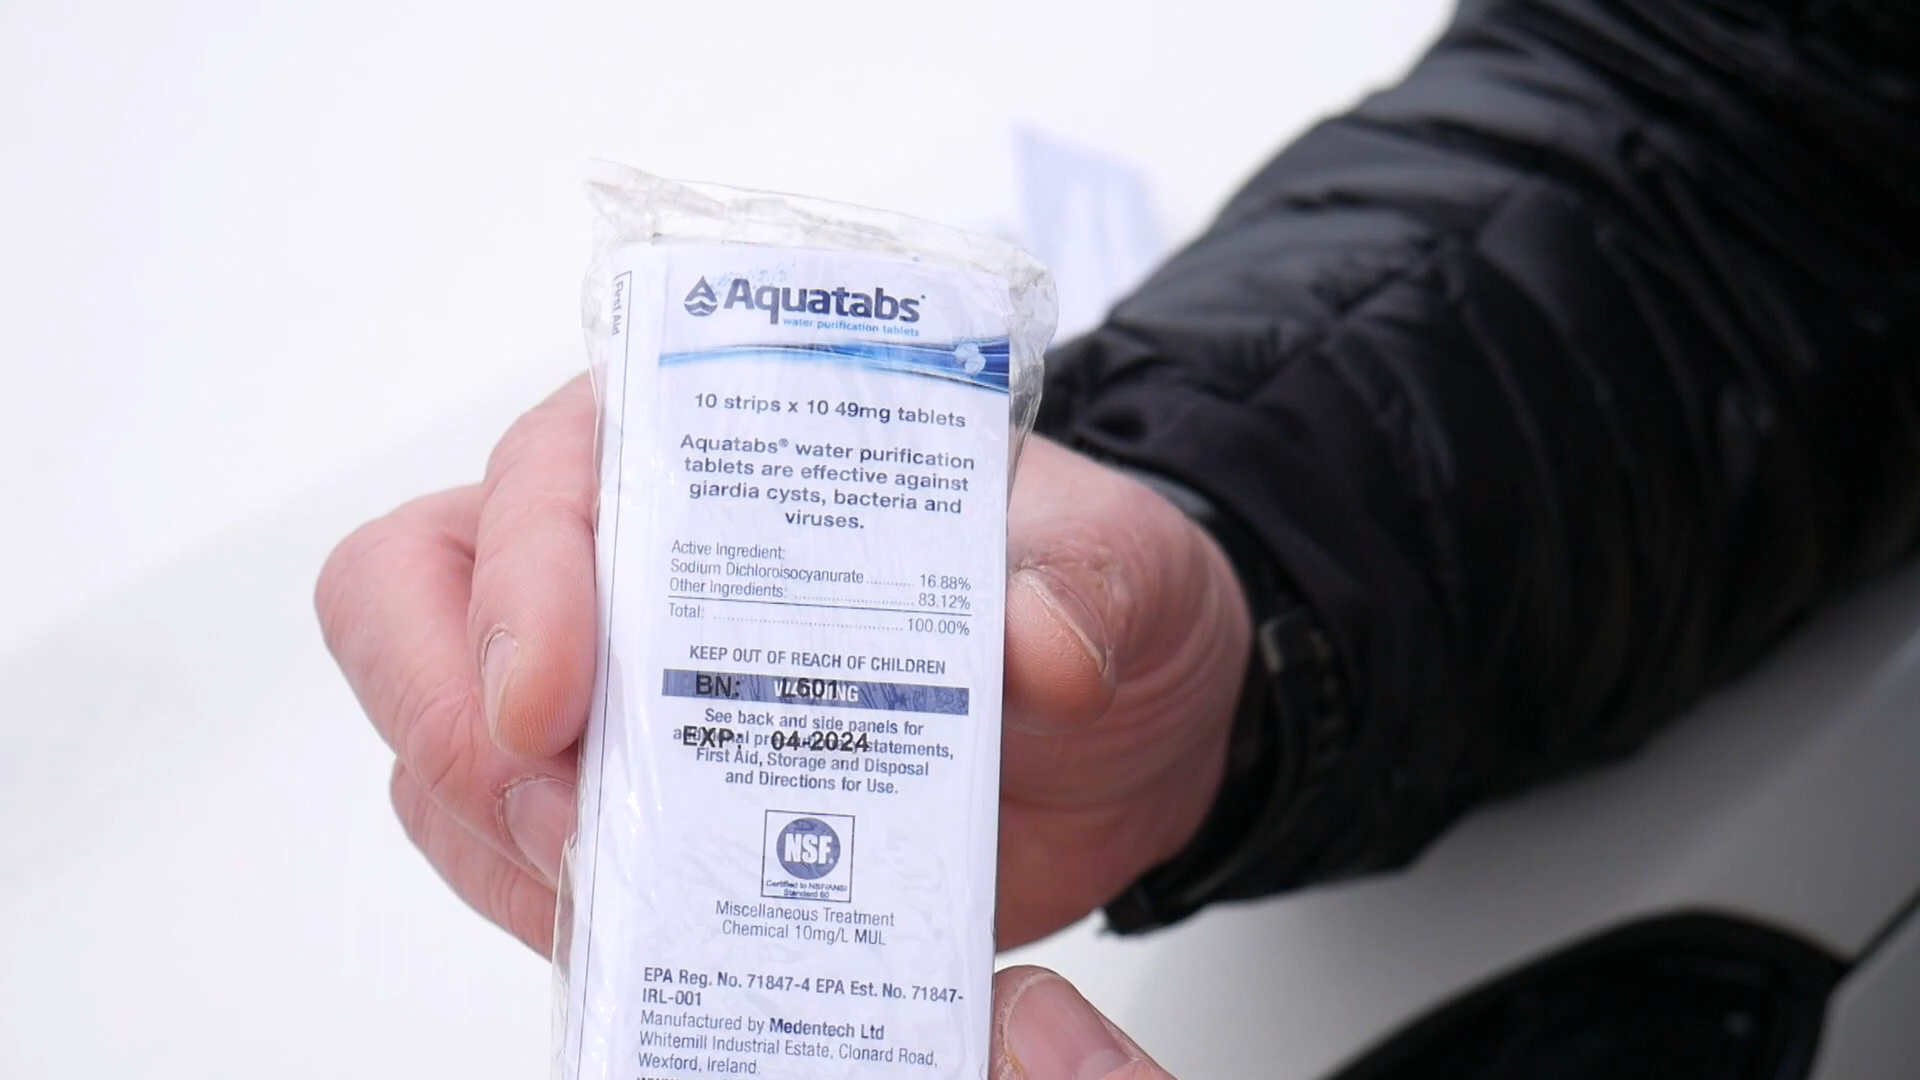 First Aid
Aquatabs
water purification tablets
10 strips x 10 49mg tablets
Aquatabs® water purification
tablets are effective against
giardia cysts, bacteria and
viruses.
Active Ingredient:
Sodium Dichloroisocyanurate ........... 16.88%
Other Ingredients: ........................... 83.12%
Total: ........................................... 100.00%
KEEP OUT OF REACH OF CHILDREN
WARNING
BN: L601
See back and side panels for
additional precautionary statements,
EXP: 04-2024
First Aid, Storage and Disposal
and Directions for Use.
NSF
Certified to NSF/ANSI
Standard 60
Miscellaneous Treatment
Chemical 10mg/L MUL
EPA Reg. No. 71847-4 EPA Est. No. 71847-
IRL-001
Manufactured by Medentech Ltd
Whitemill Industrial Estate, Clonard Road,
Wexford, Ireland.